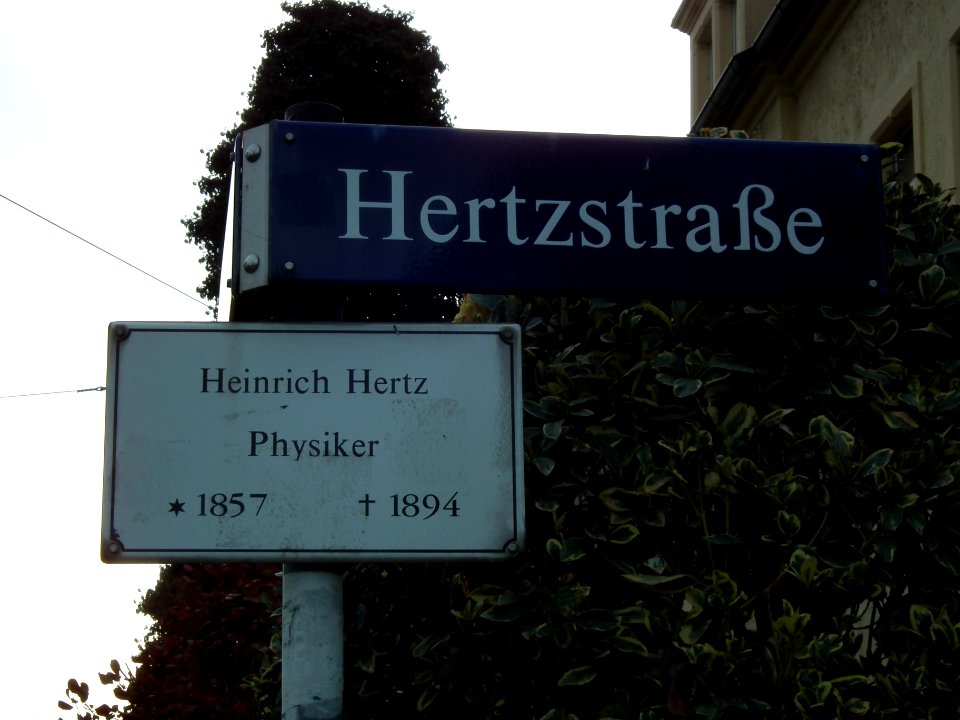 Hertzstraße
Heinrich Hertz
Physiker
✶ 1857 † 1894